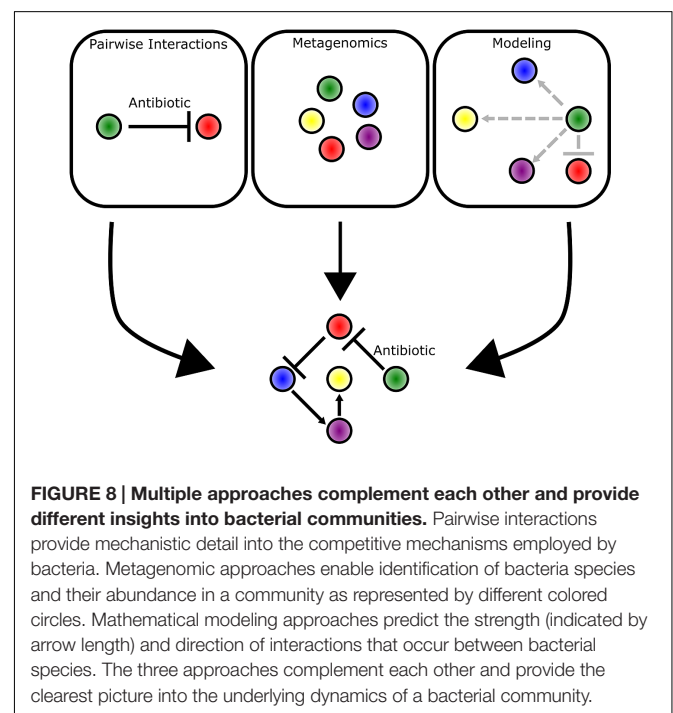 Pairwise Interactions
Metagenomics
Modeling
Antibiotic
Antibiotic
FIGURE 8 | Multiple approaches complement each other and provide
different insights into bacterial communities. Pairwise interactions
provide mechanistic detail into the competitive mechanisms employed by
bacteria. Metagenomic approaches enable identification of bacteria species
and their abundance in a community as represented by different colored
circles. Mathematical modeling approaches predict the strength (indicated by
arrow length) and direction of interactions that occur between bacterial
species. The three approaches complement each other and provide the
clearest picture into the underlying dynamics of a bacterial community.